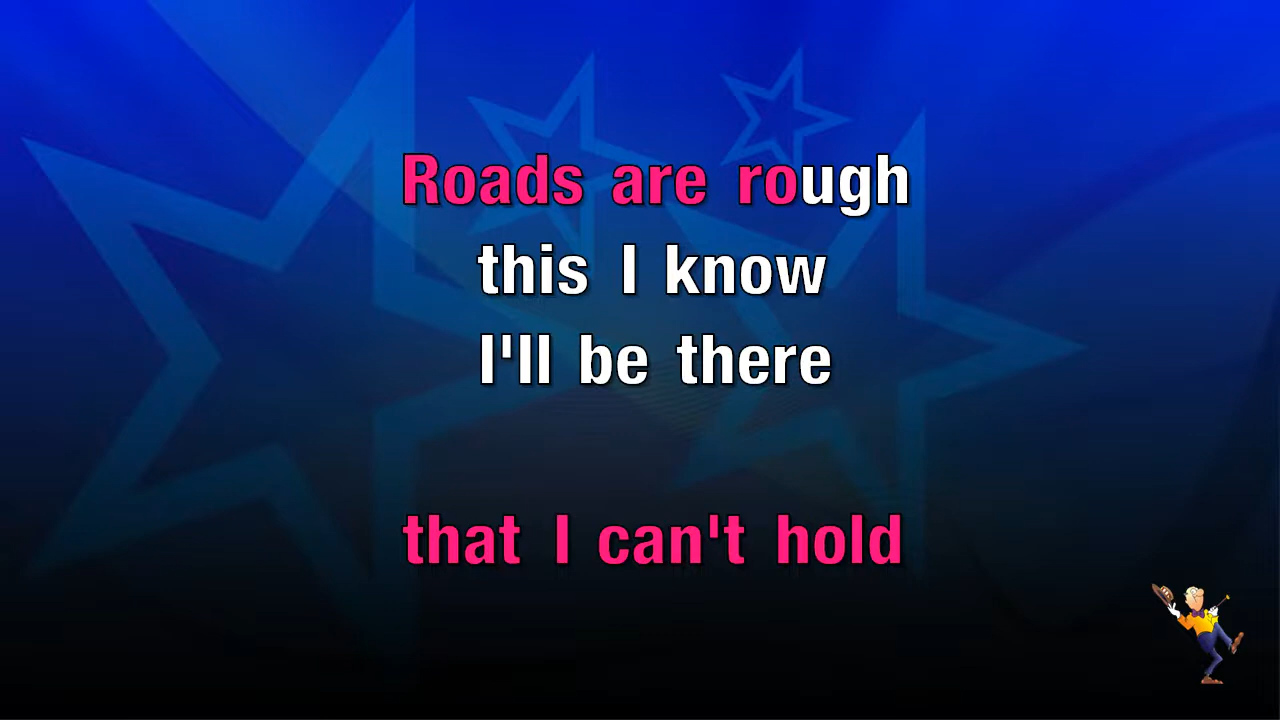 Roads are rough
this I know
I'll be there
that I can't hold